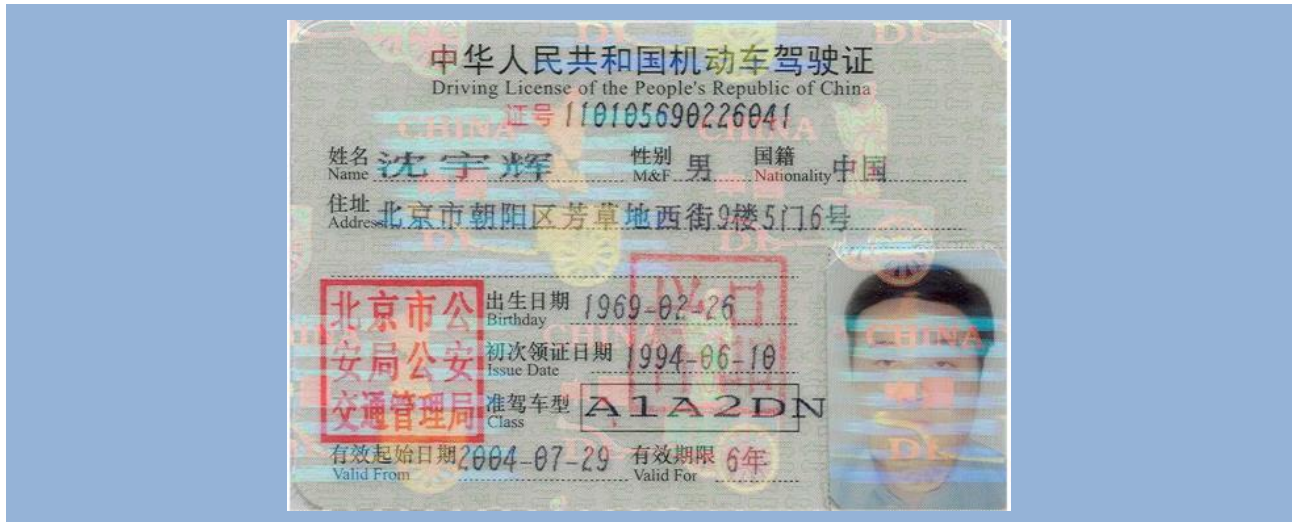 中华人民共和国机动车驾驶证
Driving License of the People's Republic of China
证号 110105690226041
姓名 沈宇辉 性别 男 国籍 中国
Name M&F Nationality
住址 北京市朝阳区芳草地西街9楼5门6号
Address
北京市公
安局公安
交通管理局
出生日期 1969-02-26
Birthday
初次领证日期 1994-06-10
Issue Date
准驾车型 A1A2DN
Class
有效起始日期 2004-07-29 有效期限 6年
Valid From Valid For
CHINA
CHINA
CHINA
DL
DL
DL